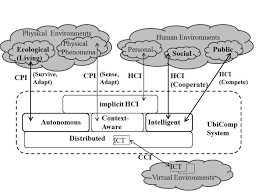 Physical Environments
Human Environments
Ecological
(Living)
Physical
Phenomena
Personal
Social
Public
CPI
(Survive,
Adapt)
CPI
(Sense,
Adapt)
HCI
HCI
(Cooperate)
HCI
(Compete)
implicit HCI
Autonomous
Context-
Aware
Intelligent
UbiComp
System
Distributed
ICT
CCI
ICT
Virtual Environments